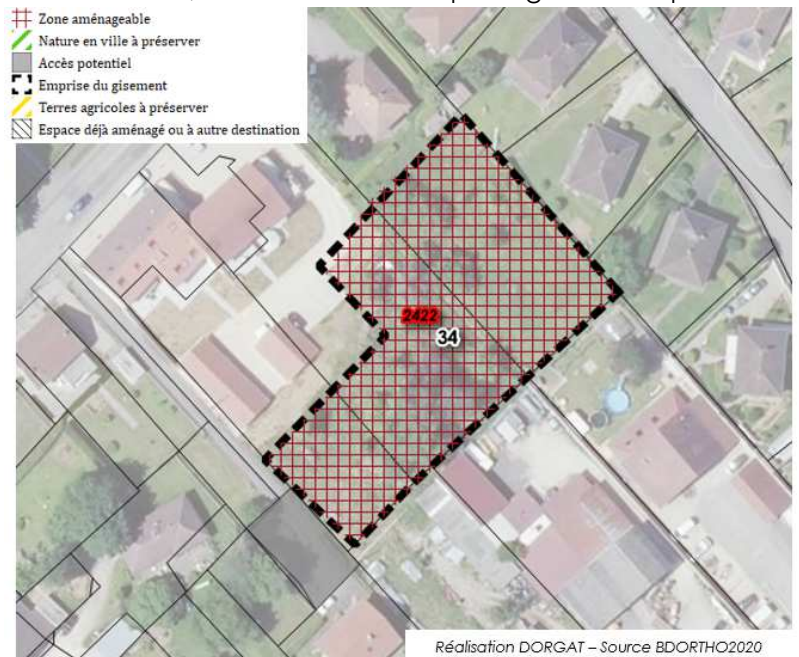 Zone aménageable
Nature en ville à préserver
Accès potentiel
Emprise du gisement
Terres agricoles à préserver
Espace déjà aménagé ou à autre destination
2422
34
Réalisation DORGAT – Source BDORTHO2020